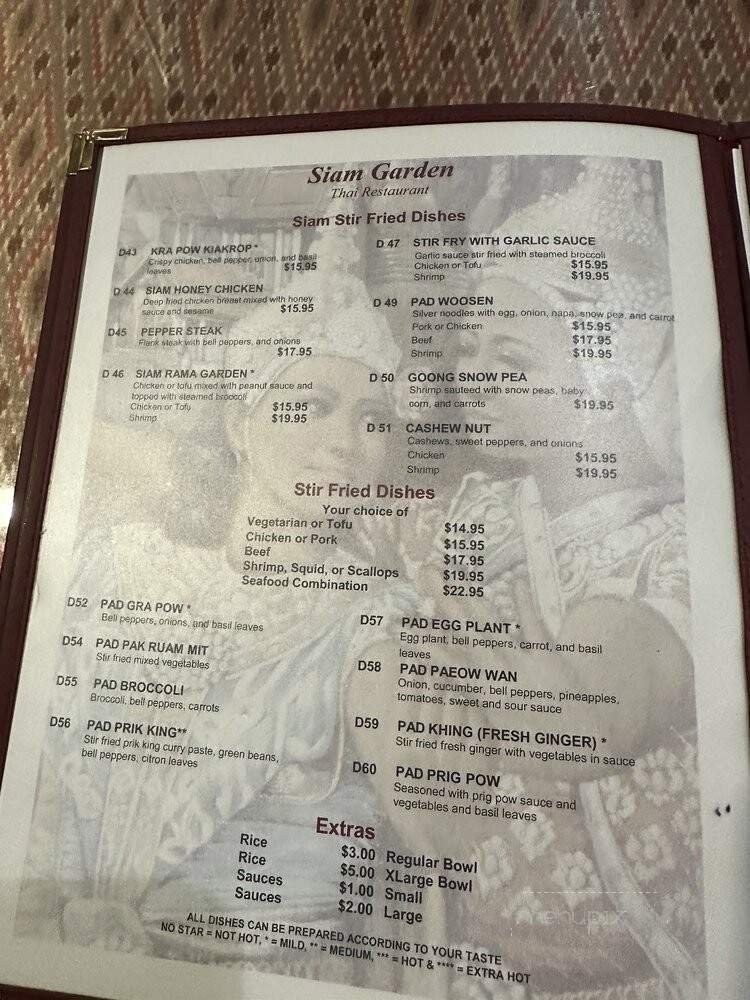 Siam Garden
Thai Restaurant
Siam Stir Fried Dishes
D43 KRA POW KIAKROP *
Crispy chicken, bell pepper, onion, and basil
leaves $15.95
D 44 SIAM HONEY CHICKEN
Deep fried chicken breast mixed with honey
sauce and sesame $15.95
D45 PEPPER STEAK
Flank steak with bell peppers, and onions
$17.95
D 46 SIAM RAMA GARDEN *
Chicken or tofu mixed with peanut sauce and
topped with steamed broccoli
Chicken or Tofu $15.95
Shrimp $19.95
D 47 STIR FRY WITH GARLIC SAUCE
Garlic sauce stir fried with steamed broccoli
Chicken or Tofu $15.95
Shrimp $19.95
D 49 PAD WOOSEN
Silver noodles with egg, onion, napa, snow pea, and carrot
Pork or Chicken $15.95
Beef $17.95
Shrimp $19.95
D 50 GOONG SNOW PEA
Shrimp sauteed with snow peas, baby
corn, and carrots $19.95
D 51 CASHEW NUT
Cashews, sweet peppers, and onions
Chicken $15.95
Shrimp $19.95
Stir Fried Dishes
Your choice of
Vegetarian or Tofu $14.95
Chicken or Pork $15.95
Beef $17.95
Shrimp, Squid, or Scallops $19.95
Seafood Combination $22.95
D52 PAD GRA POW *
Bell peppers, onions, and basil leaves
D54 PAD PAK RUAM MIT
Stir fried mixed vegetables
D55 PAD BROCCOLI
Broccoli, bell peppers, carrots
D56 PAD PRIK KING**
Stir fried prik king curry paste, green beans,
bell peppers, citron leaves
D57 PAD EGG PLANT *
Egg plant, bell peppers, carrot, and basil
leaves
D58 PAD PAEOW WAN
Onion, cucumber, bell peppers, pineapples,
tomatoes, sweet and sour sauce
D59 PAD KHING (FRESH GINGER) *
Stir fried fresh ginger with vegetables in sauce
D60 PAD PRIG POW
Seasoned with prig pow sauce and
vegetables and basil leaves
Extras
Rice $3.00 Regular Bowl
Rice $5.00 XLarge Bowl
Sauces $1.00 Small
Sauces $2.00 Large
ALL DISHES CAN BE PREPARED ACCORDING TO YOUR TASTE
NO STAR = NOT HOT, * = MILD, ** = MEDIUM, *** = HOT & **** = EXTRA HOT
menupix